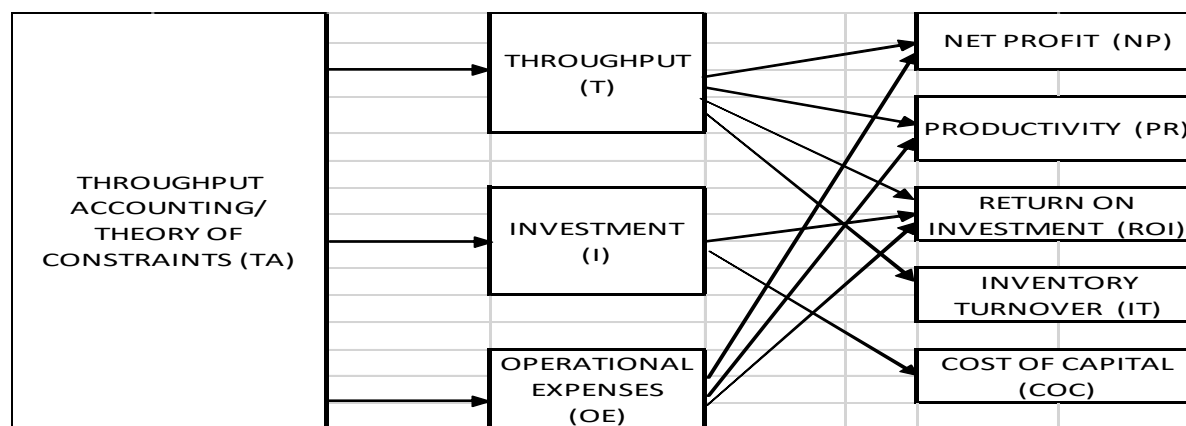 THROUGHPUT
ACCOUNTING/
THEORY OF
CONSTRAINTS (TA)
THROUGHPUT
(T)
INVESTMENT
(I)
OPERATIONAL
EXPENSES
(OE)
NET PROFIT (NP)
PRODUCTIVITY (PR)
RETURN ON
INVESTMENT (ROI)
INVENTORY
TURNOVER (IT)
COST OF CAPITAL
(COC)